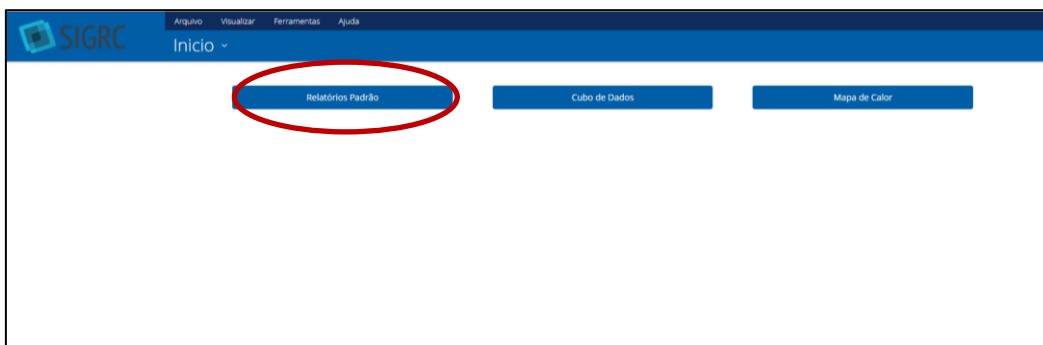 SIGRC
Arquivo Visualizar Ferramentas Ajuda
Inicio
Relatórios Padrão Cubo de Dados Mapa de Calor